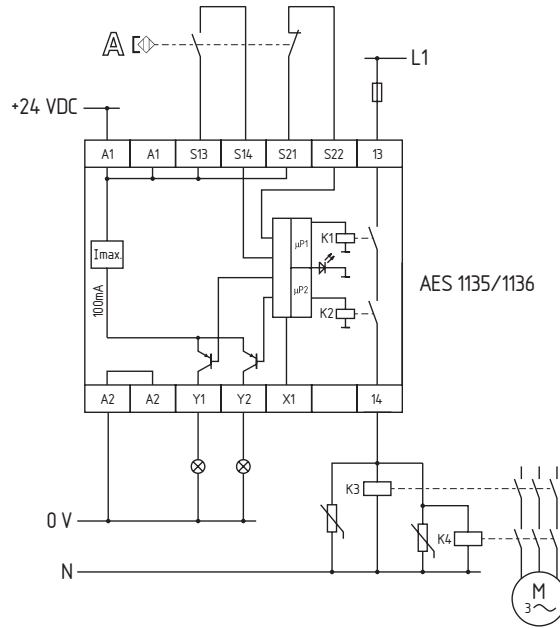 A
L1
+24 VDC
A1 A1 S13 S14 S21 S22 13
µP1
K1
Imax.
100mA
AES 1135/1136
µP2
K2
A2 A2 Y1 Y2 X1 14
K3
0 V
K4
N
M
3